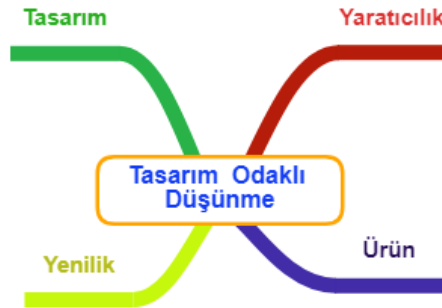 Tasarım
Yaratıcılık
Tasarım Odaklı
Düşünme
Yenilik
Ürün